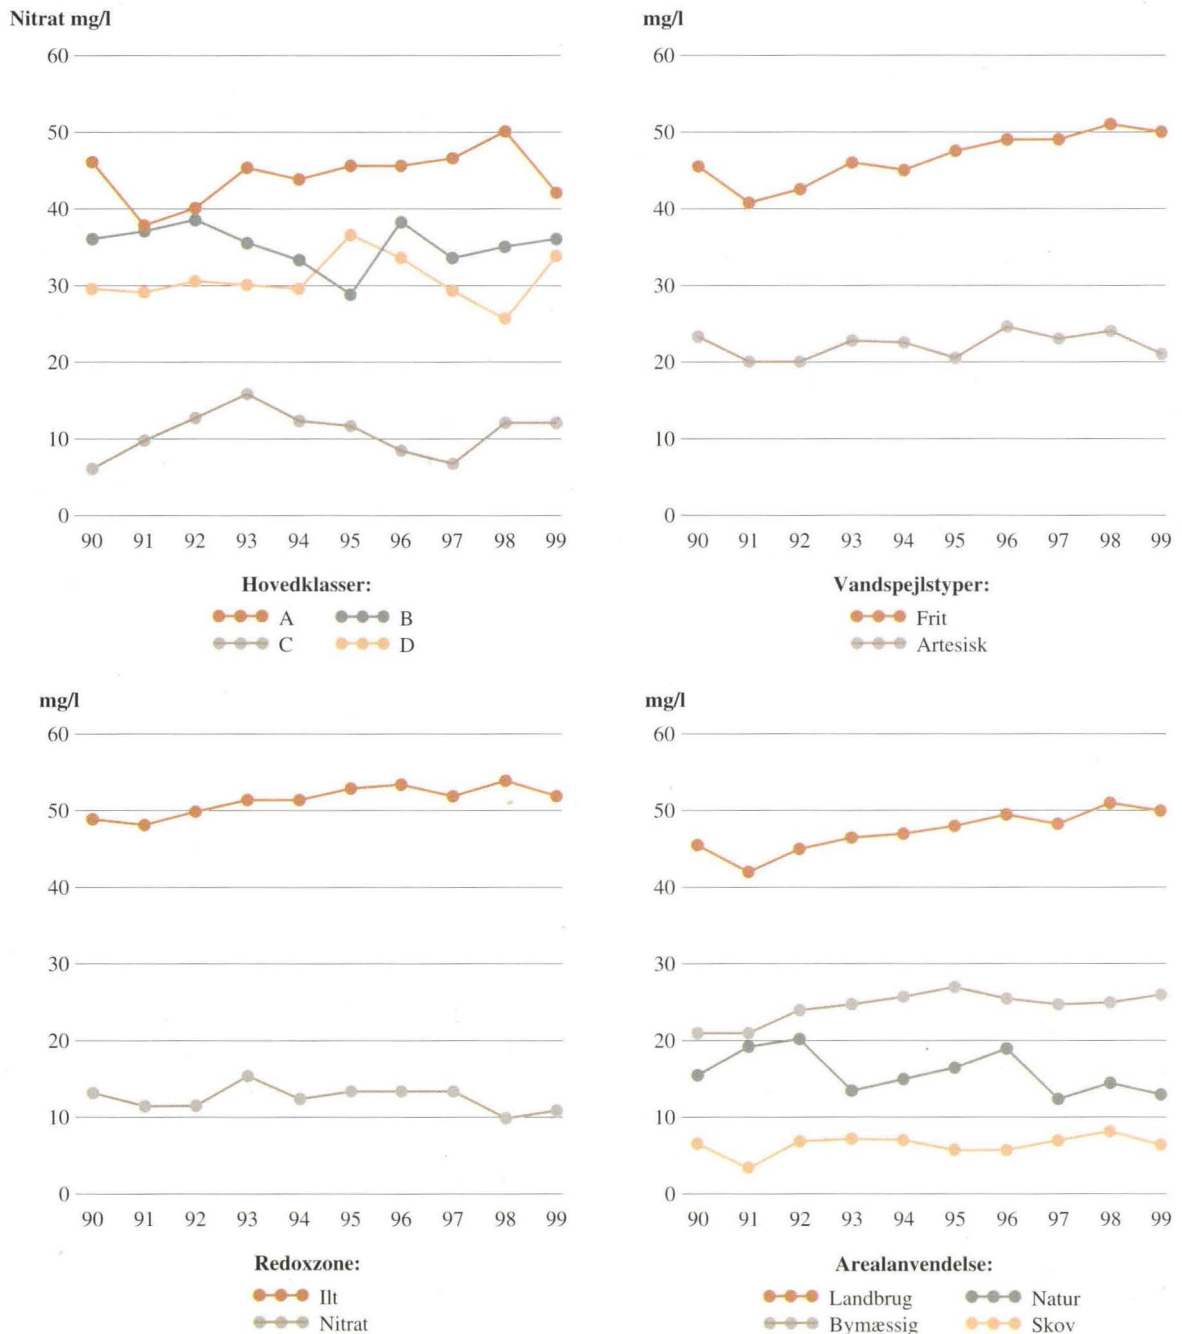 Nitrat mg/l
60
50
40
30
20
10
0
90 91 92 93 94 95 96 97 98 99
Hovedklasser:
A B
C D
mg/l
60
50
40
30
20
10
0
90 91 92 93 94 95 96 97 98 99
Vandspejlstyper:
Frit
Artesisk
mg/l
60
50
40
30
20
10
0
90 91 92 93 94 95 96 97 98 99
Redoxzone:
Ilt
Nitrat
mg/l
60
50
40
30
20
10
0
90 91 92 93 94 95 96 97 98 99
Arealanvendelse:
Landbrug Natur
Bymæssig Skov